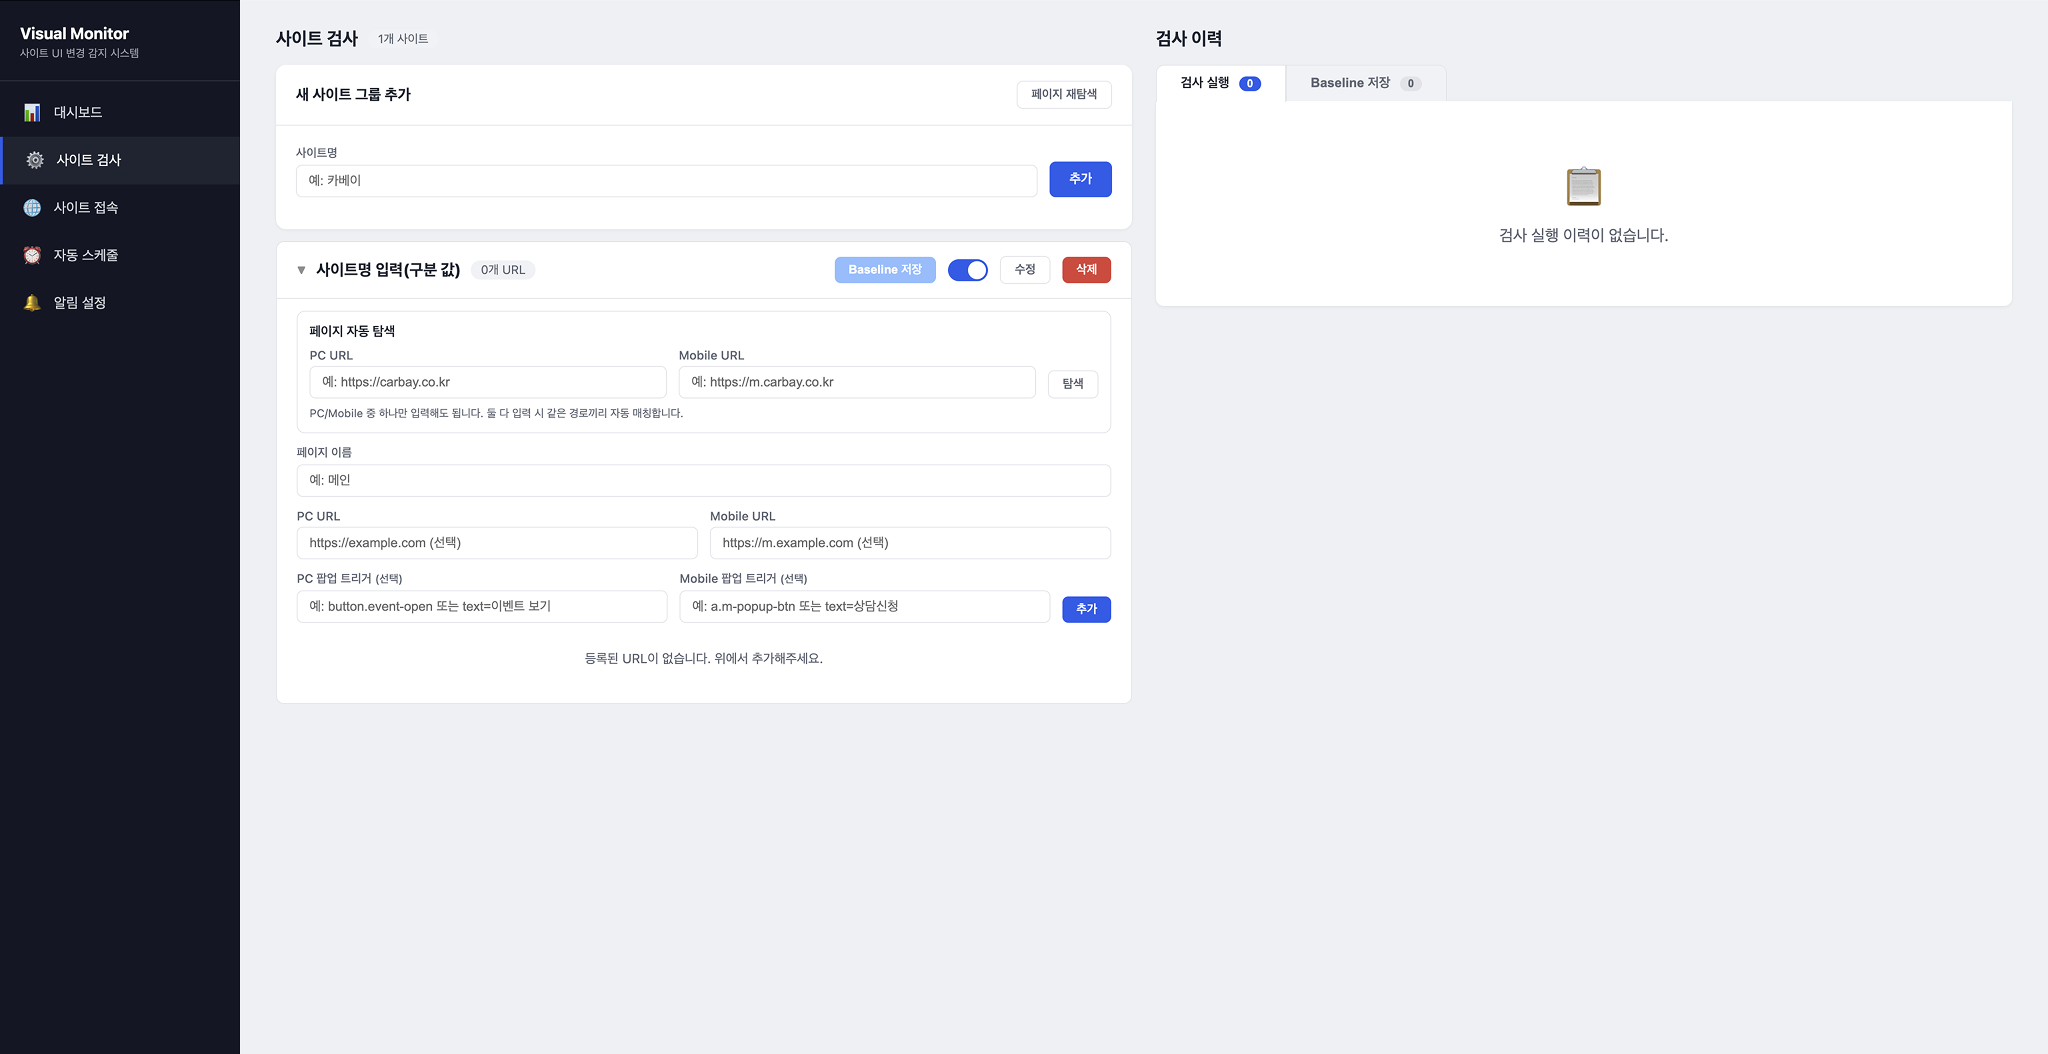 Visual Monitor
사이트 UI 변경 감지 시스템
대시보드
사이트 검사
사이트 접속
자동 스케줄
알림 설정
사이트 검사 1개 사이트
새 사이트 그룹 추가 페이지 재탐색
사이트명
예: 카베이 추가
▼ 사이트명 입력(구분 값) 0개 URL Baseline 저장 수정 삭제
페이지 자동 탐색
PC URL Mobile URL
예: https://carbay.co.kr 예: https://m.carbay.co.kr 탐색
PC/Mobile 중 하나만 입력해도 됩니다. 둘 다 입력 시 같은 경로끼리 자동 매칭합니다.
페이지 이름
예: 메인
PC URL Mobile URL
https://example.com (선택) https://m.example.com (선택)
PC 팝업 트리거 (선택) Mobile 팝업 트리거 (선택)
예: button.event-open 또는 text=이벤트 보기 예: a.m-popup-btn 또는 text=상담신청 추가
등록된 URL이 없습니다. 위에서 추가해주세요.
검사 이력
검사 실행 0 Baseline 저장 0
검사 실행 이력이 없습니다.